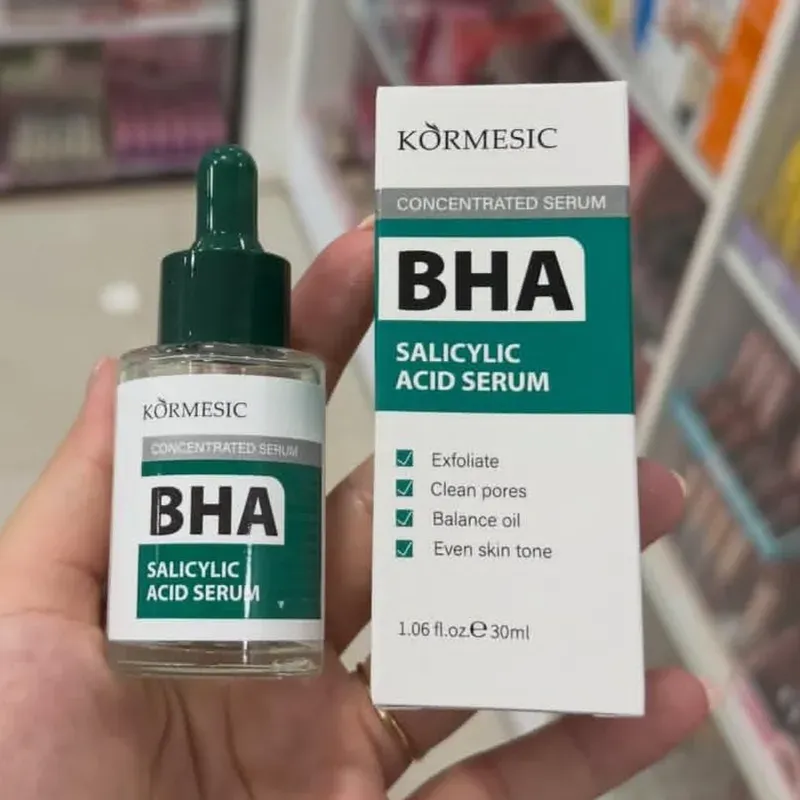 KORMESIC
CONCENTRATED SERUM
BHA
SALICYLIC
ACID SERUM
KORMESIC
CONCENTRATED SERUM
BHA
SALICYLIC
ACID SERUM
Exfoliate
Clean pores
Balance oil
Even skin tone
1.06 fl.oz.℮30ml